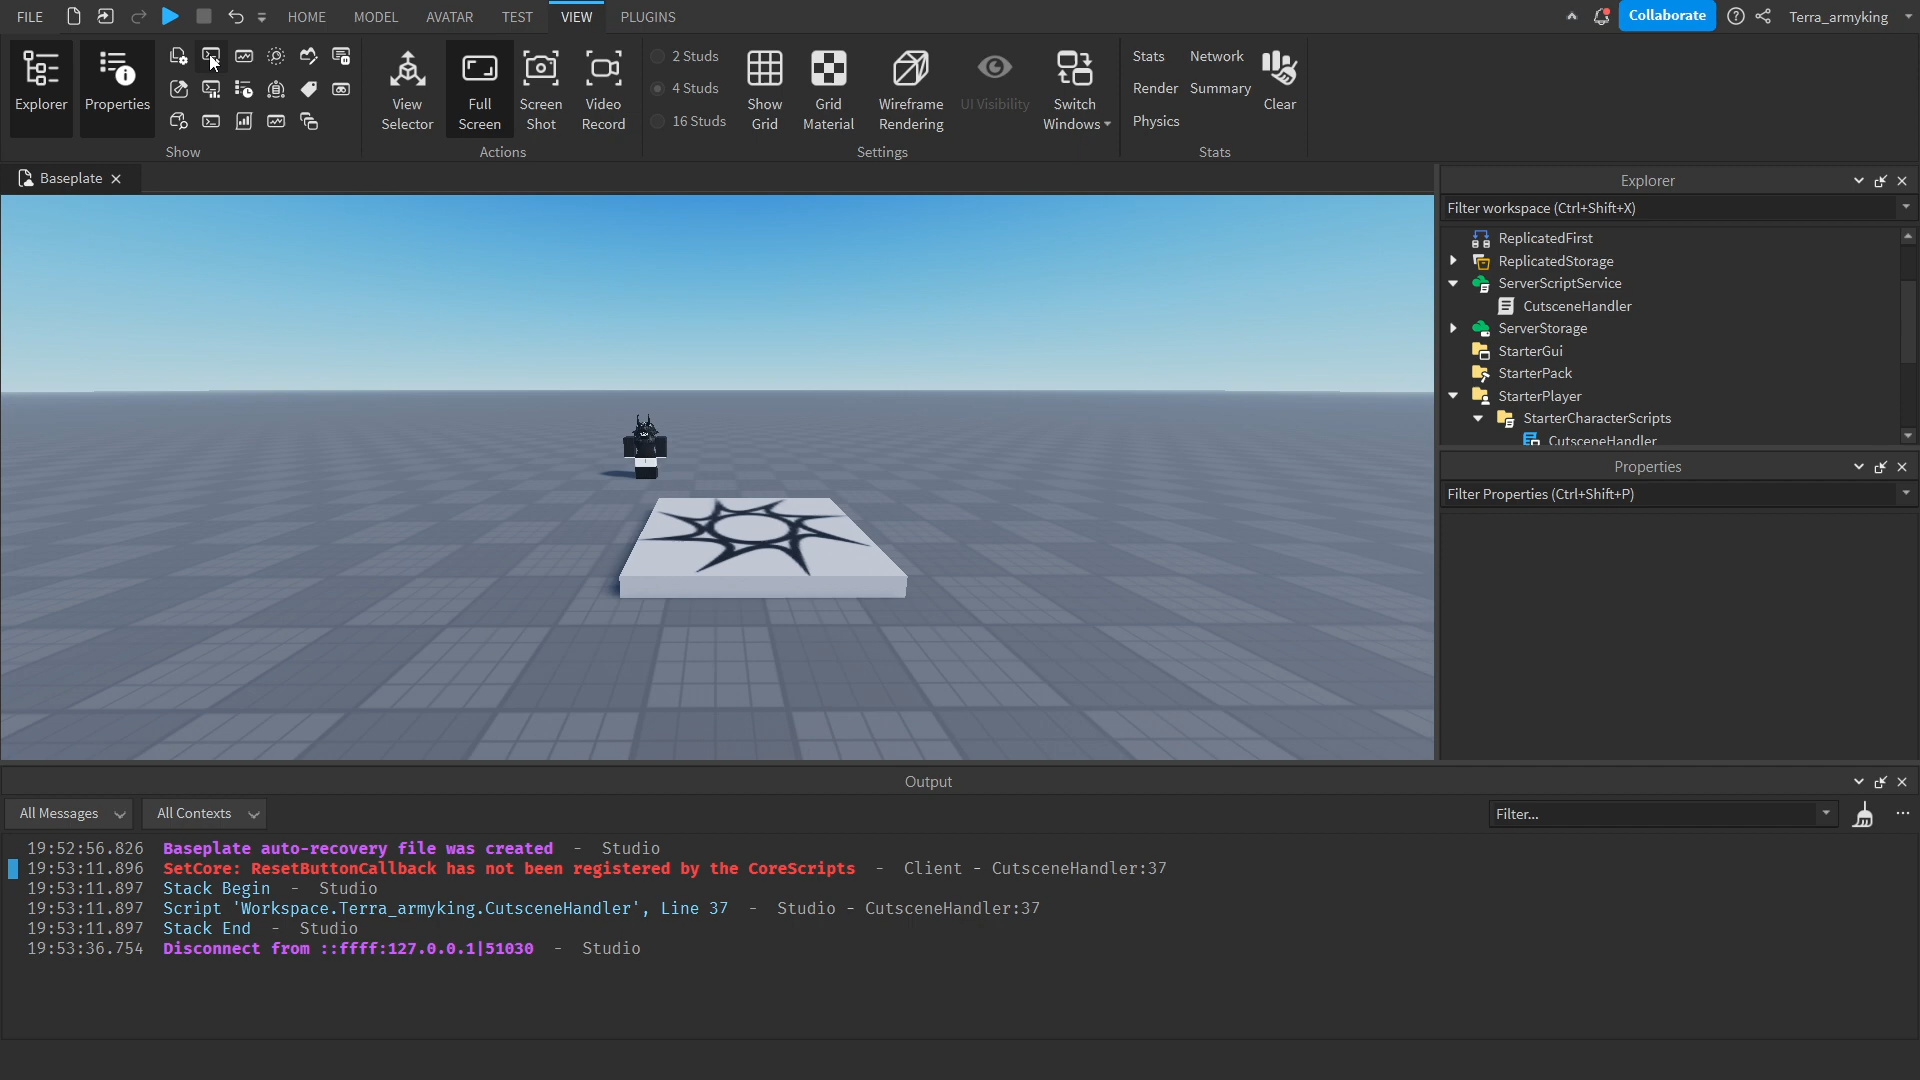 FILE HOME MODEL AVATAR TEST VIEW PLUGINS Collaborate Terra_armyking
Explorer
Properties
Show
View
Selector
Full
Screen
Screen
Shot
Video
Record
Actions
2 Studs
4 Studs
16 Studs
Show
Grid
Grid
Material
Wireframe
Rendering
UI Visibility
Switch
Windows
Settings
Stats Network
Render Summary
Physics
Clear
Stats
Baseplate
Explorer
Filter workspace (Ctrl+Shift+X)
ReplicatedFirst
ReplicatedStorage
ServerScriptService
CutsceneHandler
ServerStorage
StarterGui
StarterPack
StarterPlayer
StarterCharacterScripts
CutsceneHandler
Properties
Filter Properties (Ctrl+Shift+P)
Output
All Messages All Contexts Filter...
19:52:56.826 Baseplate auto-recovery file was created - Studio
19:53:11.896 SetCore: ResetButtonCallback has not been registered by the CoreScripts - Client - CutsceneHandler:37
19:53:11.897 Stack Begin - Studio
19:53:11.897 Script 'Workspace.Terra_armyking.CutsceneHandler', Line 37 - Studio - CutsceneHandler:37
19:53:11.897 Stack End - Studio
19:53:36.754 Disconnect from ::ffff:127.0.0.1|51030 - Studio